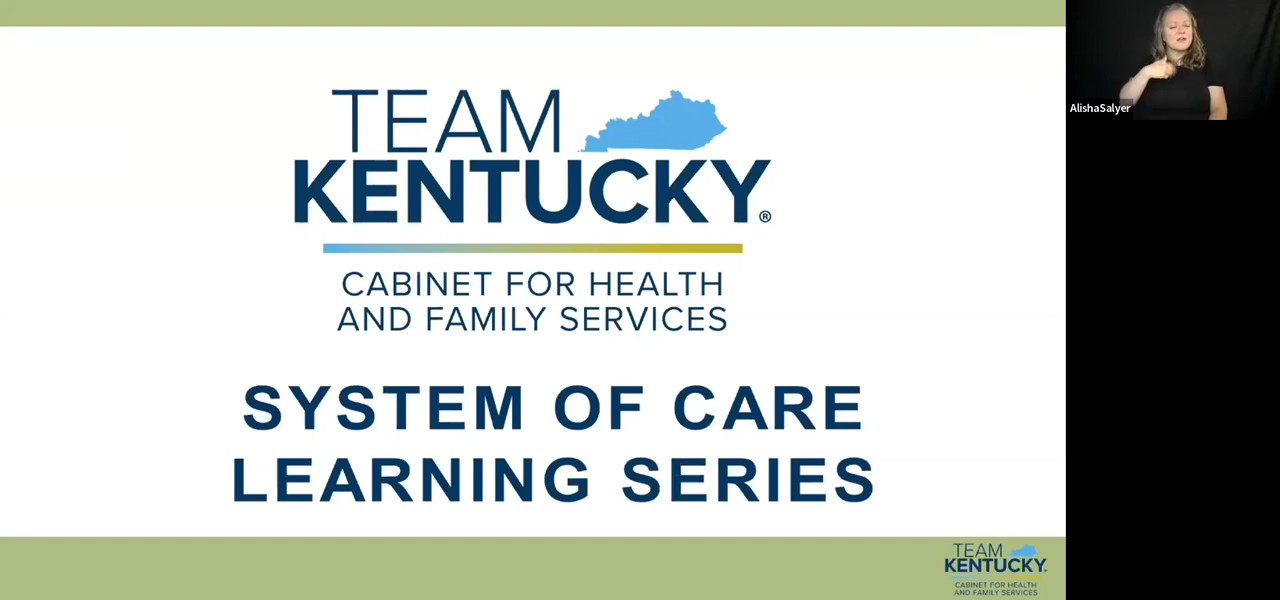 TEAM
KENTUCKY®
CABINET FOR HEALTH
AND FAMILY SERVICES
SYSTEM OF CARE
LEARNING SERIES
AlishaSalyer
TEAM
KENTUCKY.
CABINET FOR HEALTH
AND FAMILY SERVICES